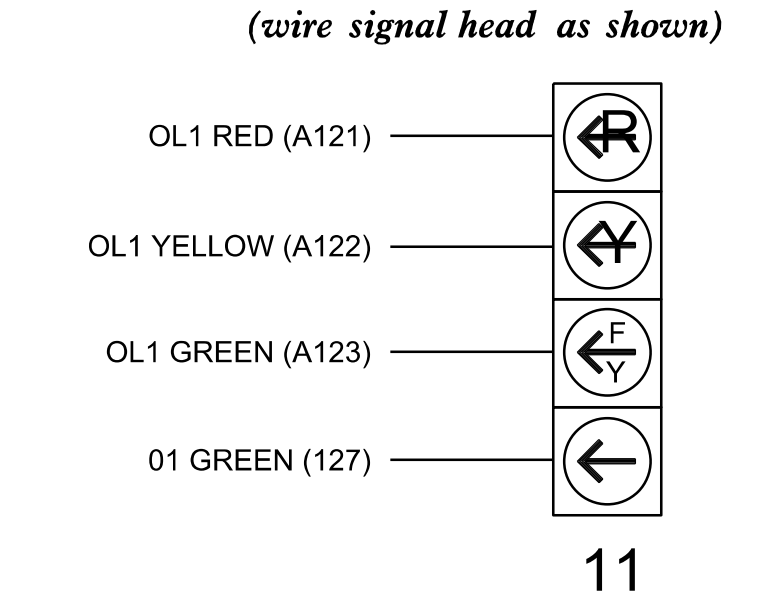 (wire signal head as shown)
OL1 RED (A121)
R
OL1 YELLOW (A122)
Y
OL1 GREEN (A123)
F
Y
01 GREEN (127)
11